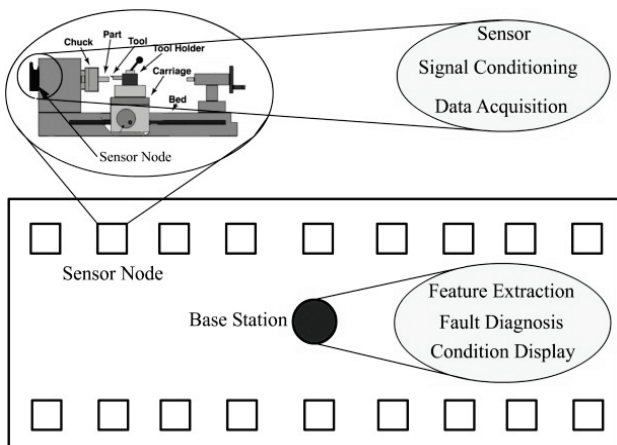 Part
Chuck
Tool
Tool Holder
Carriage
Bed
Sensor Node
Sensor
Signal Conditioning
Data Acquisition
Sensor Node
Base Station
Feature Extraction
Fault Diagnosis
Condition Display